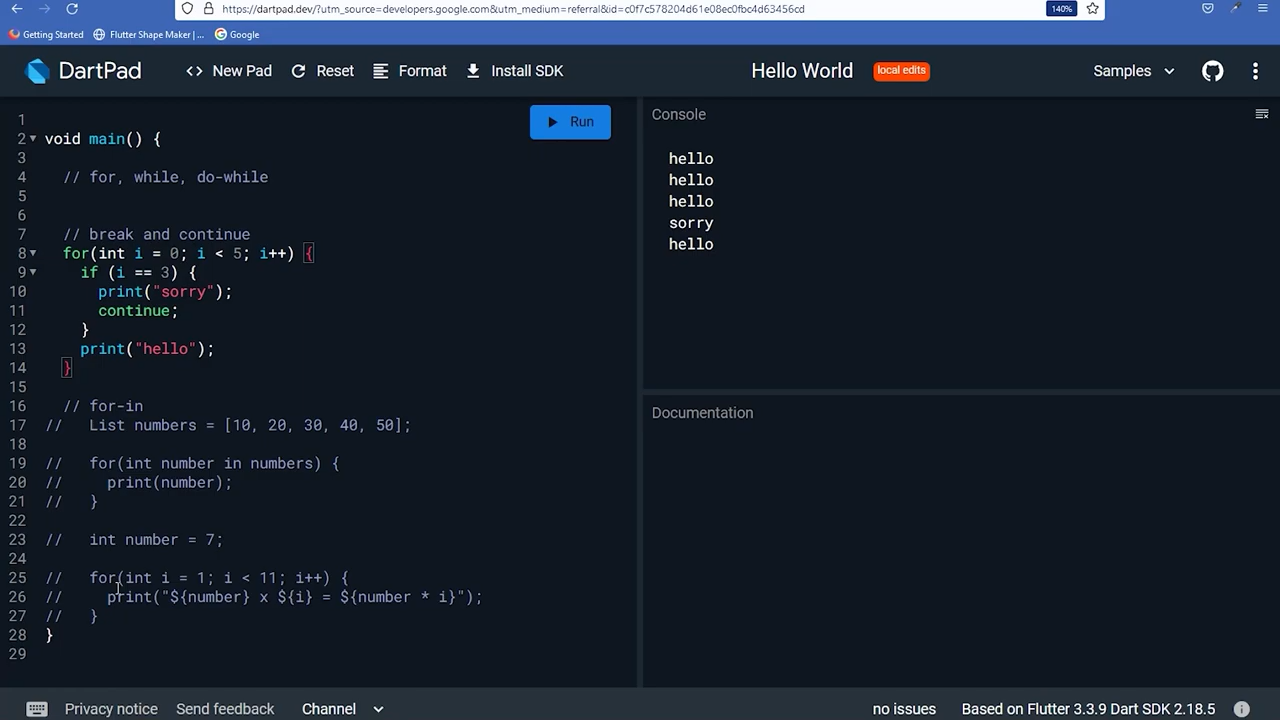 https://dartpad.dev/?utm_source=developers.google.com&utm_medium=referral&id=c0f7c578204d61e08ec0fbc4d63456cd
140%
Getting Started
Flutter Shape Maker | ...
Google
DartPad
<> New Pad
Reset
Format
Install SDK
Hello World
local edits
Samples
1
2 void main() {
3
4 // for, while, do-while
5
6
7 // break and continue
8 for(int i = 0; i < 5; i++) {
9 if (i == 3) {
10 print("sorry");
11 continue;
12 }
13 print("hello");
14 }
15
16 // for-in
17 // List numbers = [10, 20, 30, 40, 50];
18
19 // for(int number in numbers) {
20 // print(number);
21 // }
22
23 // int number = 7;
24
25 // for(int i = 1; i < 11; i++) {
26 // print("${number} x ${i} = ${number * i}");
27 // }
28 }
29
Run
Console
hello
hello
hello
sorry
hello
Documentation
Privacy notice
Send feedback
Channel
no issues
Based on Flutter 3.3.9 Dart SDK 2.18.5